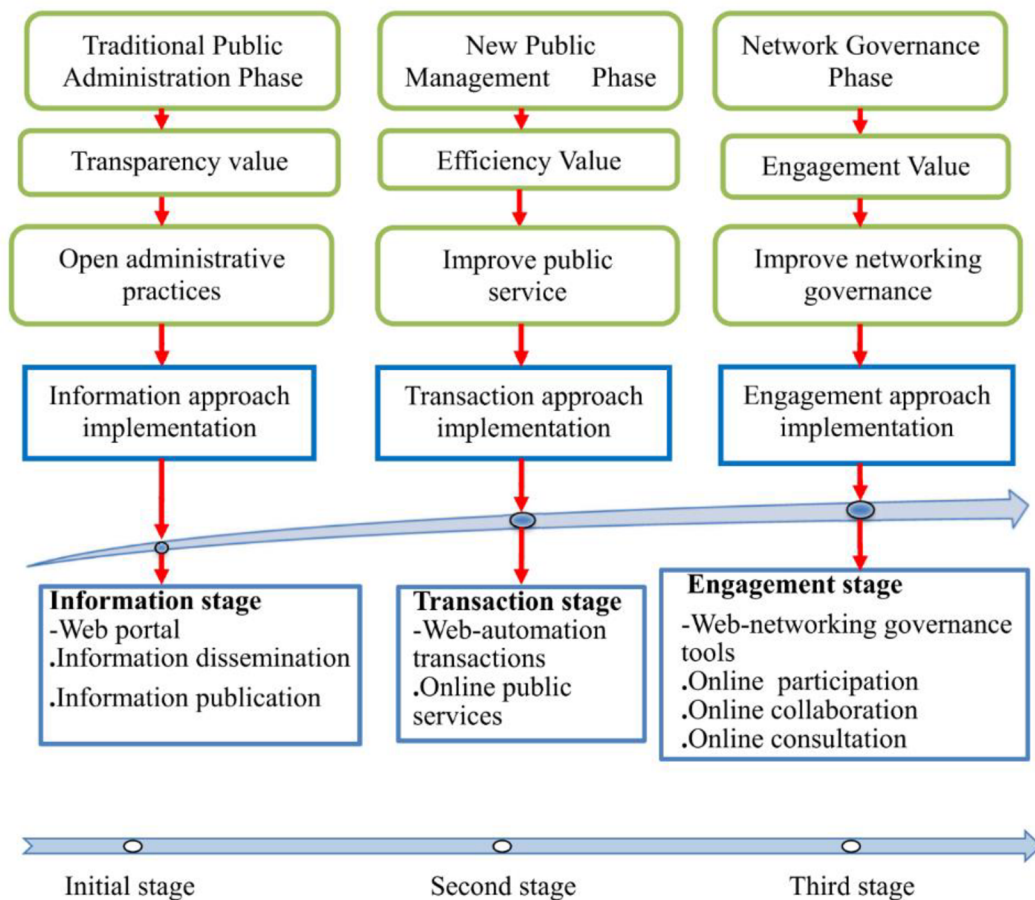 Traditional Public
Administration Phase
New Public
Management Phase
Network Governance
Phase
Transparency value
Efficiency Value
Engagement Value
Open administrative
practices
Improve public
service
Improve networking
governance
Information approach
implementation
Transaction approach
implementation
Engagement approach
implementation
Information stage
-Web portal
.Information dissemination
.Information publication
Transaction stage
-Web-automation
transactions
.Online public
services
Engagement stage
-Web-networking governance
tools
.Online participation
.Online collaboration
.Online consultation
Initial stage
Second stage
Third stage